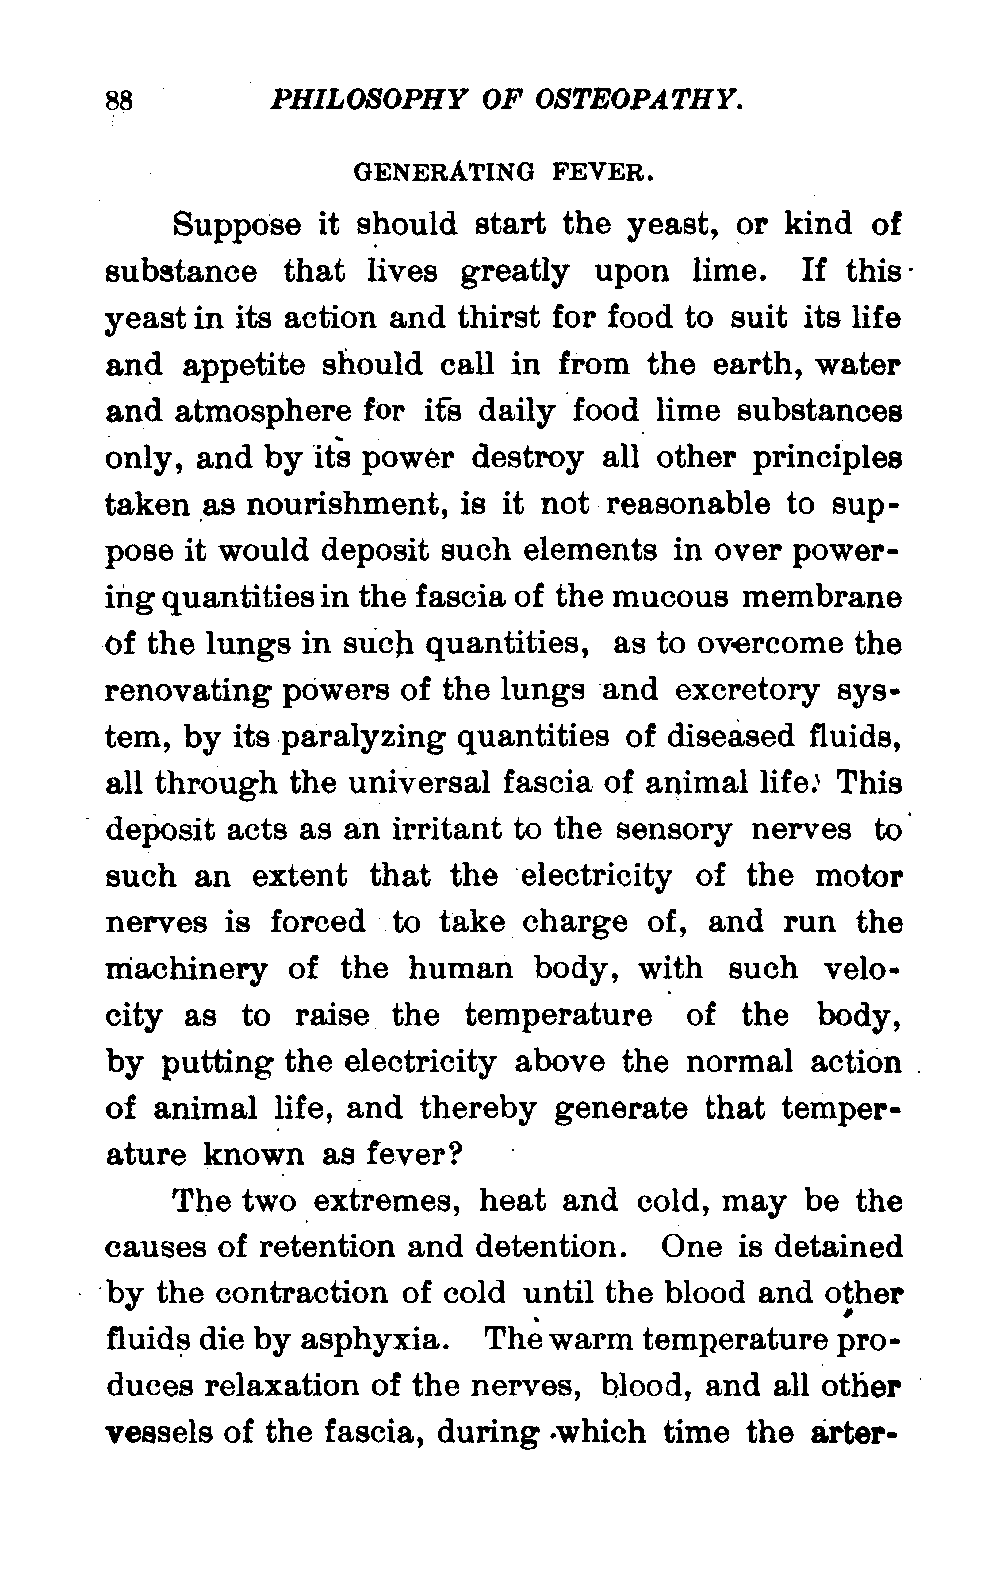 88 PHILOSOPHY OF OSTEOPATHY.
GENERATING FEVER.
Suppose it should start the yeast, or kind of
substance that lives greatly upon lime. If this
yeast in its action and thirst for food to suit its life
and appetite should call in from the earth, water
and atmosphere for its daily food lime substances
only, and by its power destroy all other principles
taken as nourishment, is it not reasonable to sup-
pose it would deposit such elements in over power-
ing quantities in the fascia of the mucous membrane
of the lungs in such quantities, as to overcome the
renovating powers of the lungs and excretory sys-
tem, by its paralyzing quantities of diseased fluids,
all through the universal fascia of animal life. This
deposit acts as an irritant to the sensory nerves to
such an extent that the electricity of the motor
nerves is forced to take charge of, and run the
machinery of the human body, with such velo-
city as to raise the temperature of the body,
by putting the electricity above the normal action
of animal life, and thereby generate that temper-
ature known as fever?
The two extremes, heat and cold, may be the
causes of retention and detention. One is detained
by the contraction of cold until the blood and other
fluids die by asphyxia. The warm temperature pro-
duces relaxation of the nerves, blood, and all other
vessels of the fascia, during which time the arter-